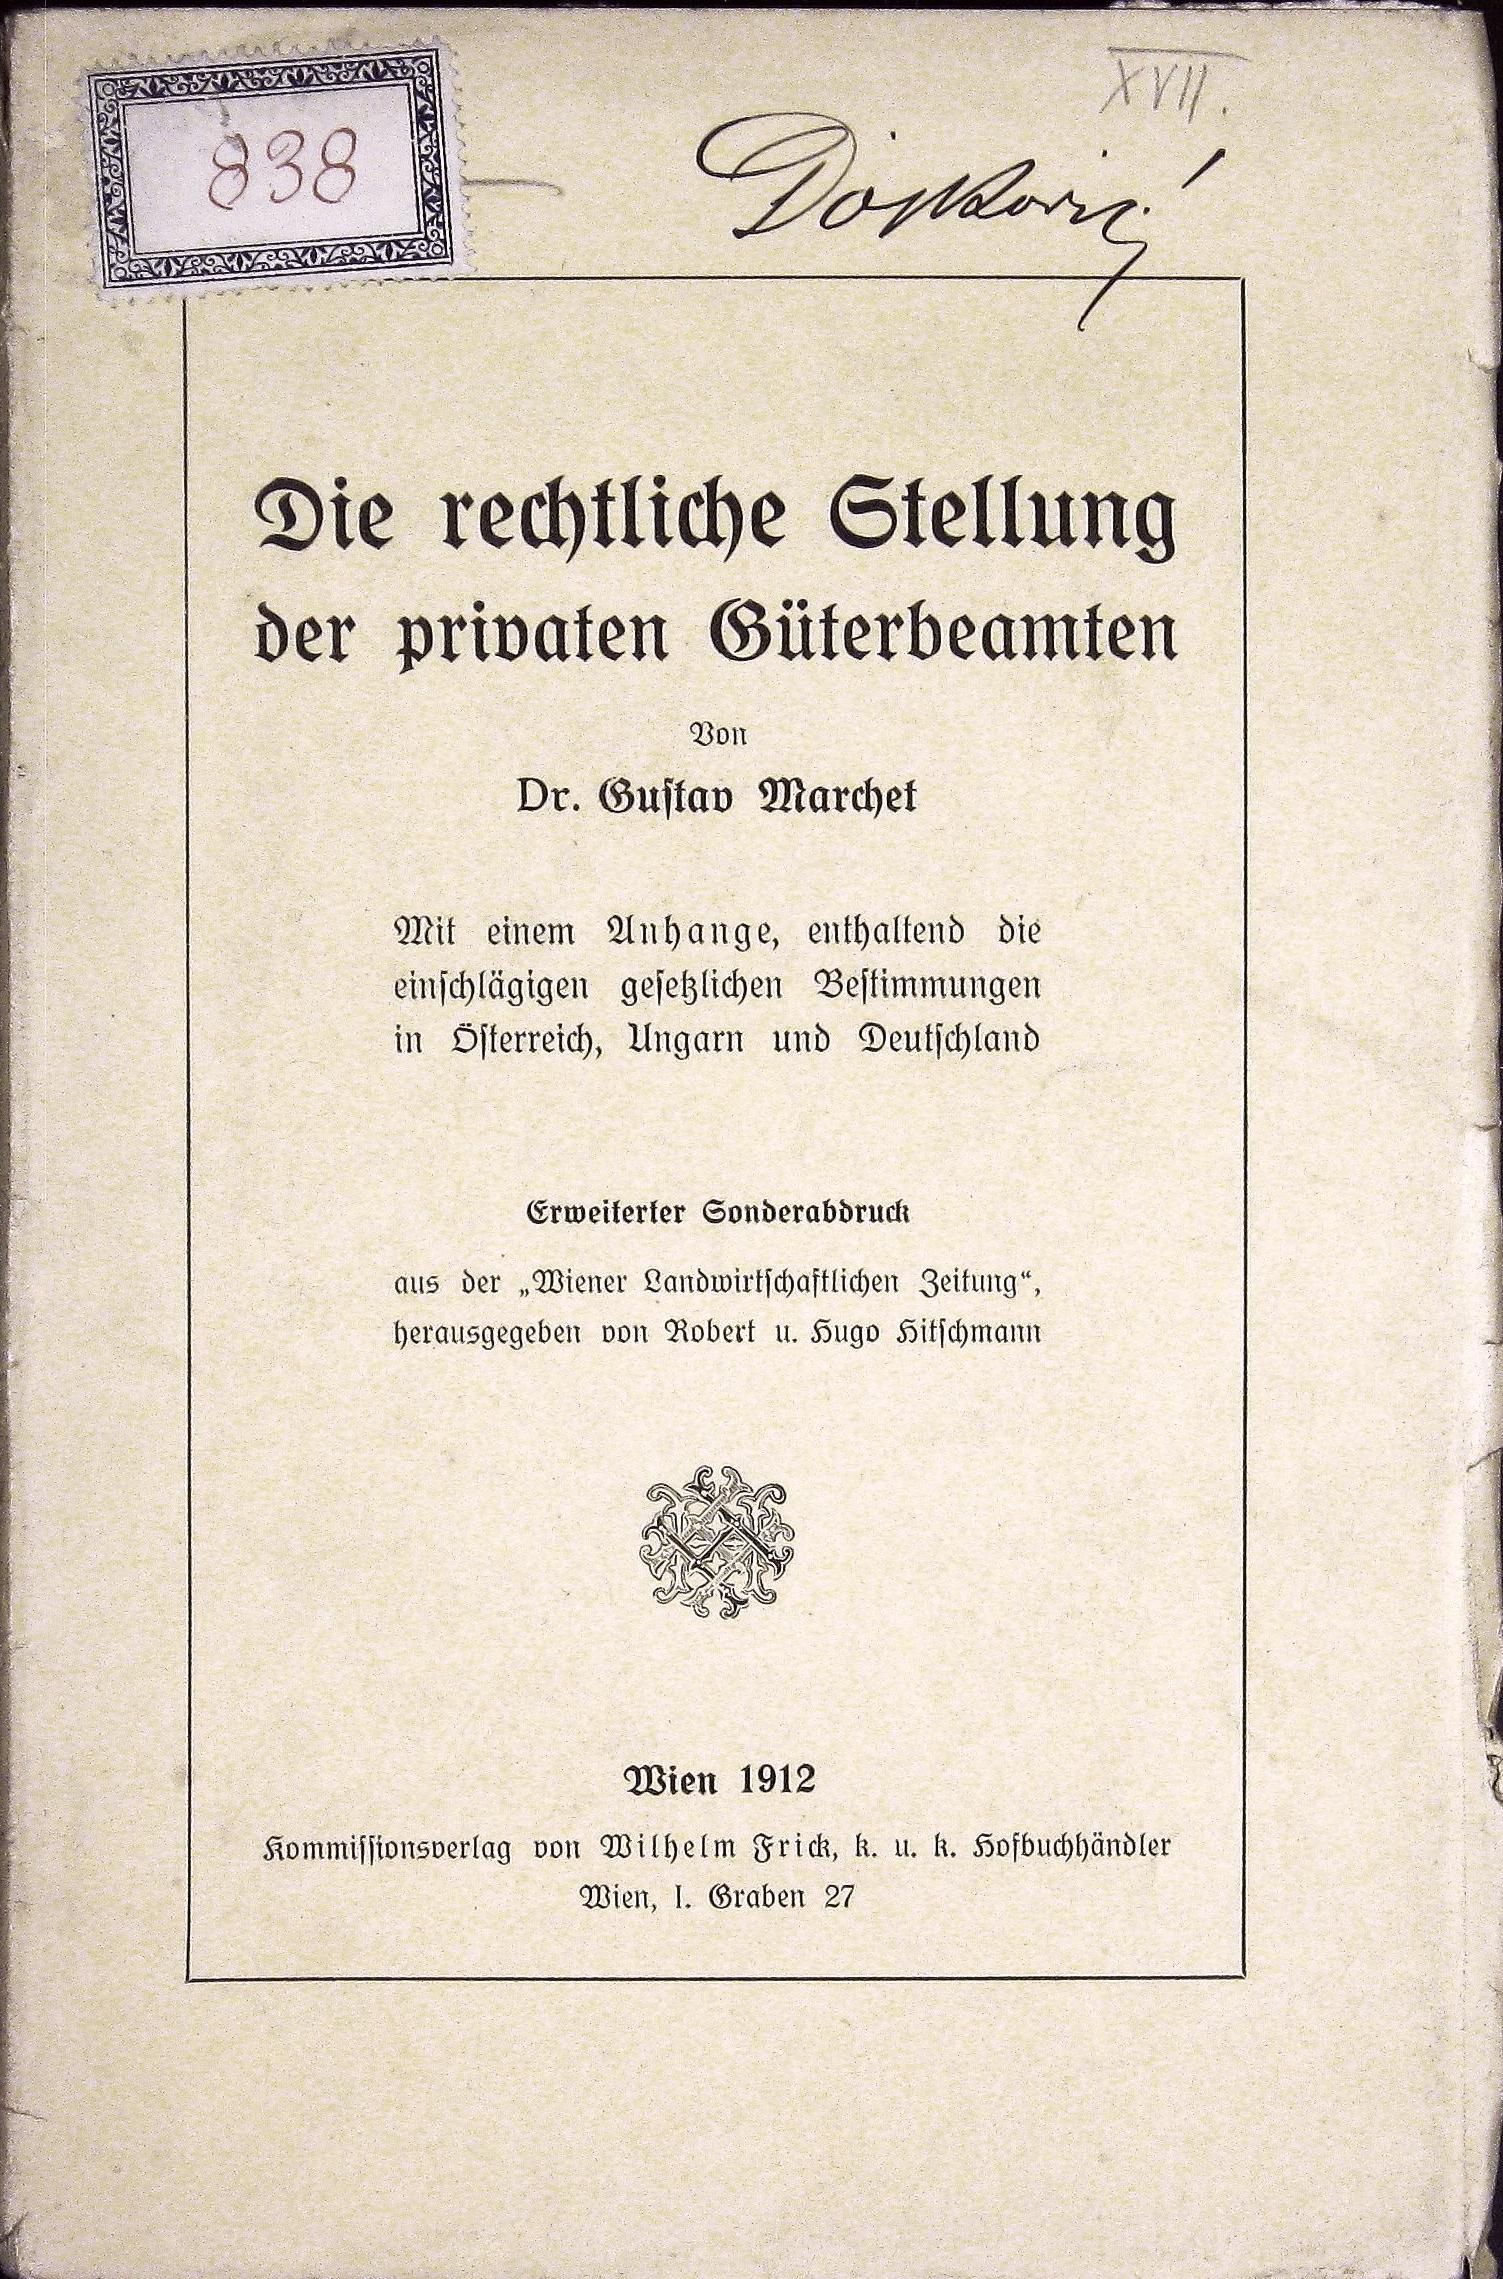 838
XVII.
Die rechtliche Stellung
der privaten Güterbeamten
Von
Dr. Gustav Marchet
Mit einem Anhange, enthaltend die
einschlägigen gesetzlichen Bestimmungen
in Österreich, Ungarn und Deutschland
Erweiterter Sonderabdruck
aus der „Wiener Landwirtschaftlichen Zeitung“,
herausgegeben von Robert u. Hugo Hitschmann
Wien 1912
Kommissionsverlag von Wilhelm Frick, k. u. k. Hofbuchhändler
Wien, I. Graben 27